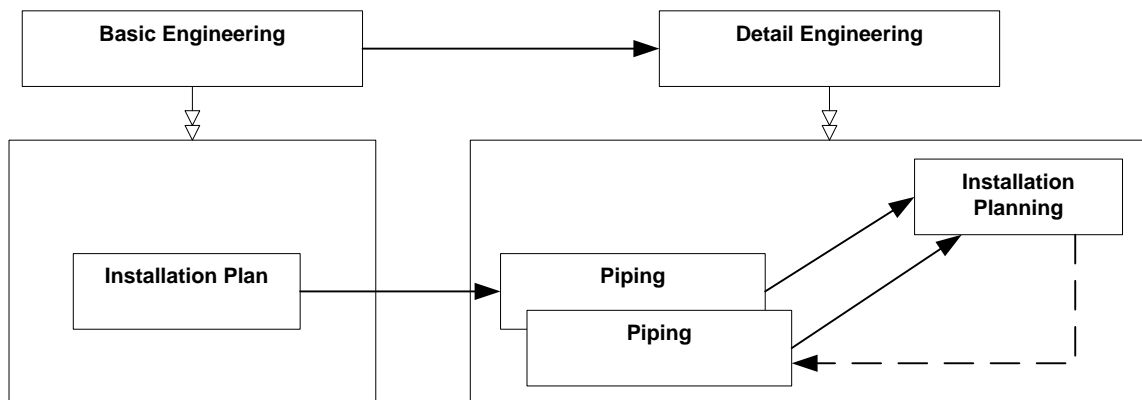 Basic Engineering
Detail Engineering
Installation
Planning
Installation Plan
Piping
Piping